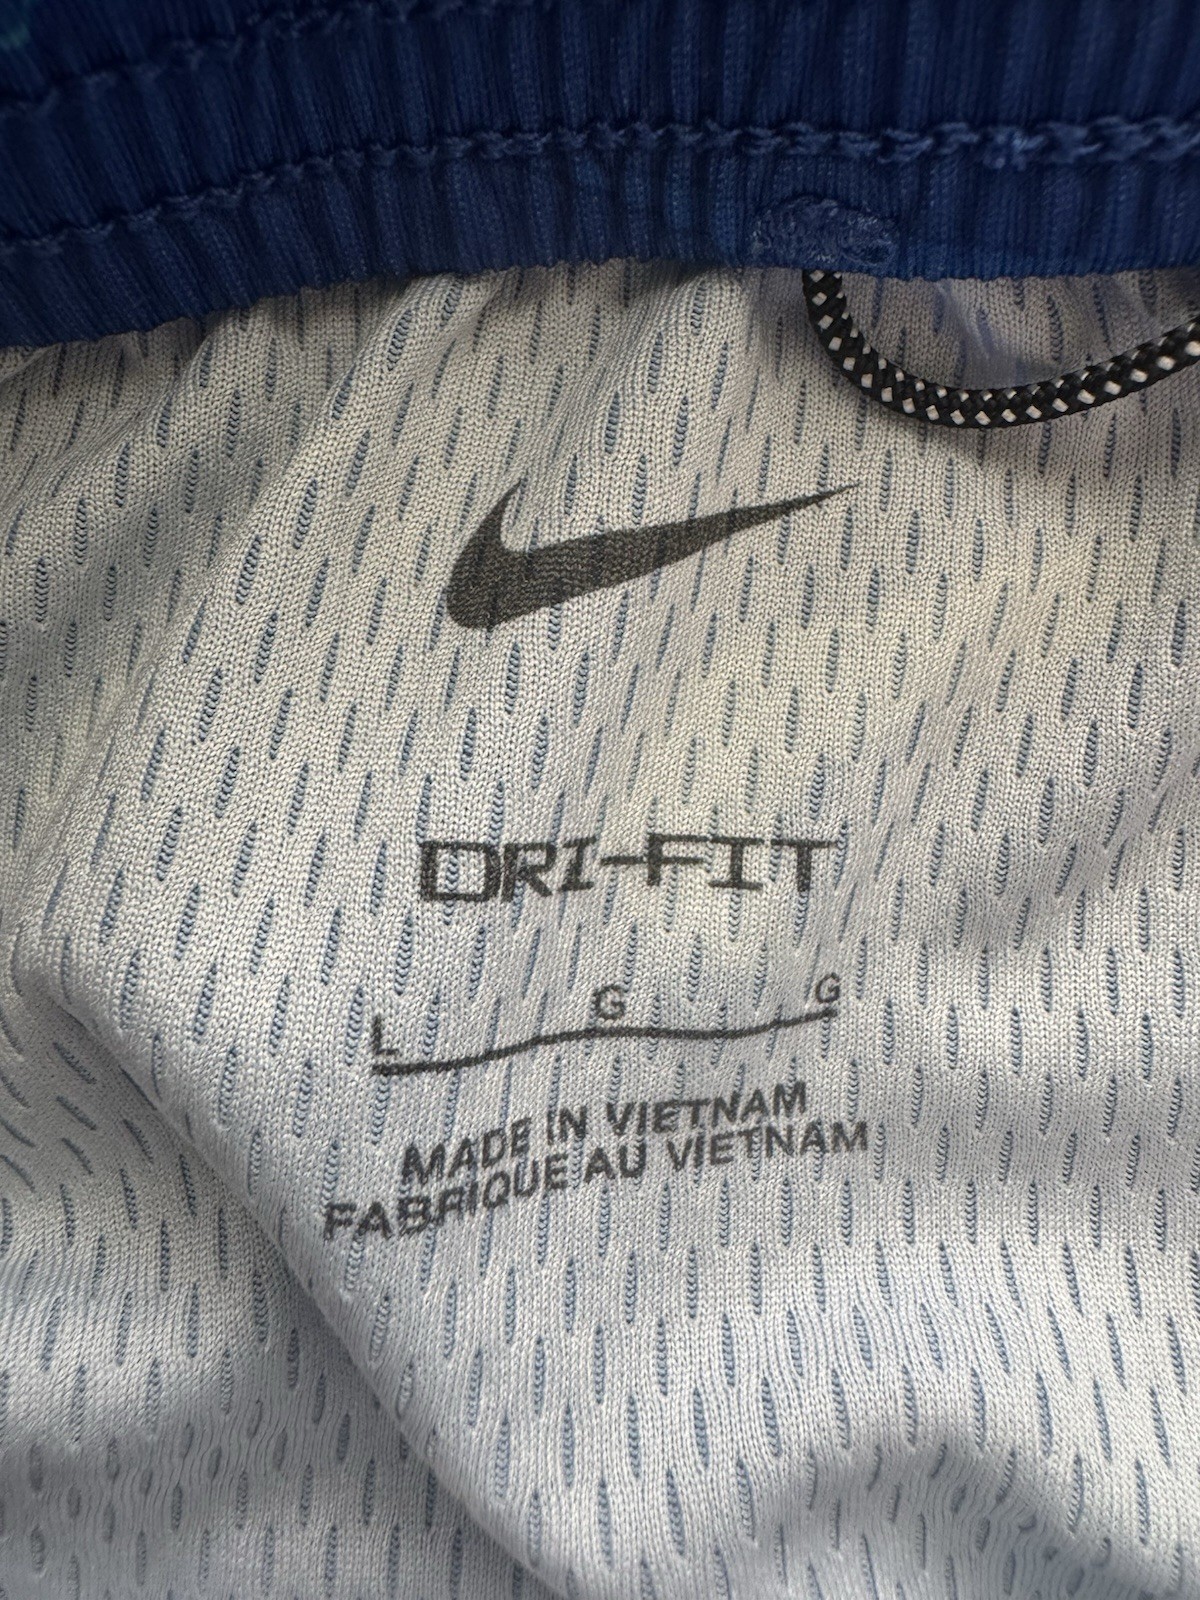 DRI-FIT
L G G
MADE IN VIETNAM
FABRIQUE AU VIETNAM